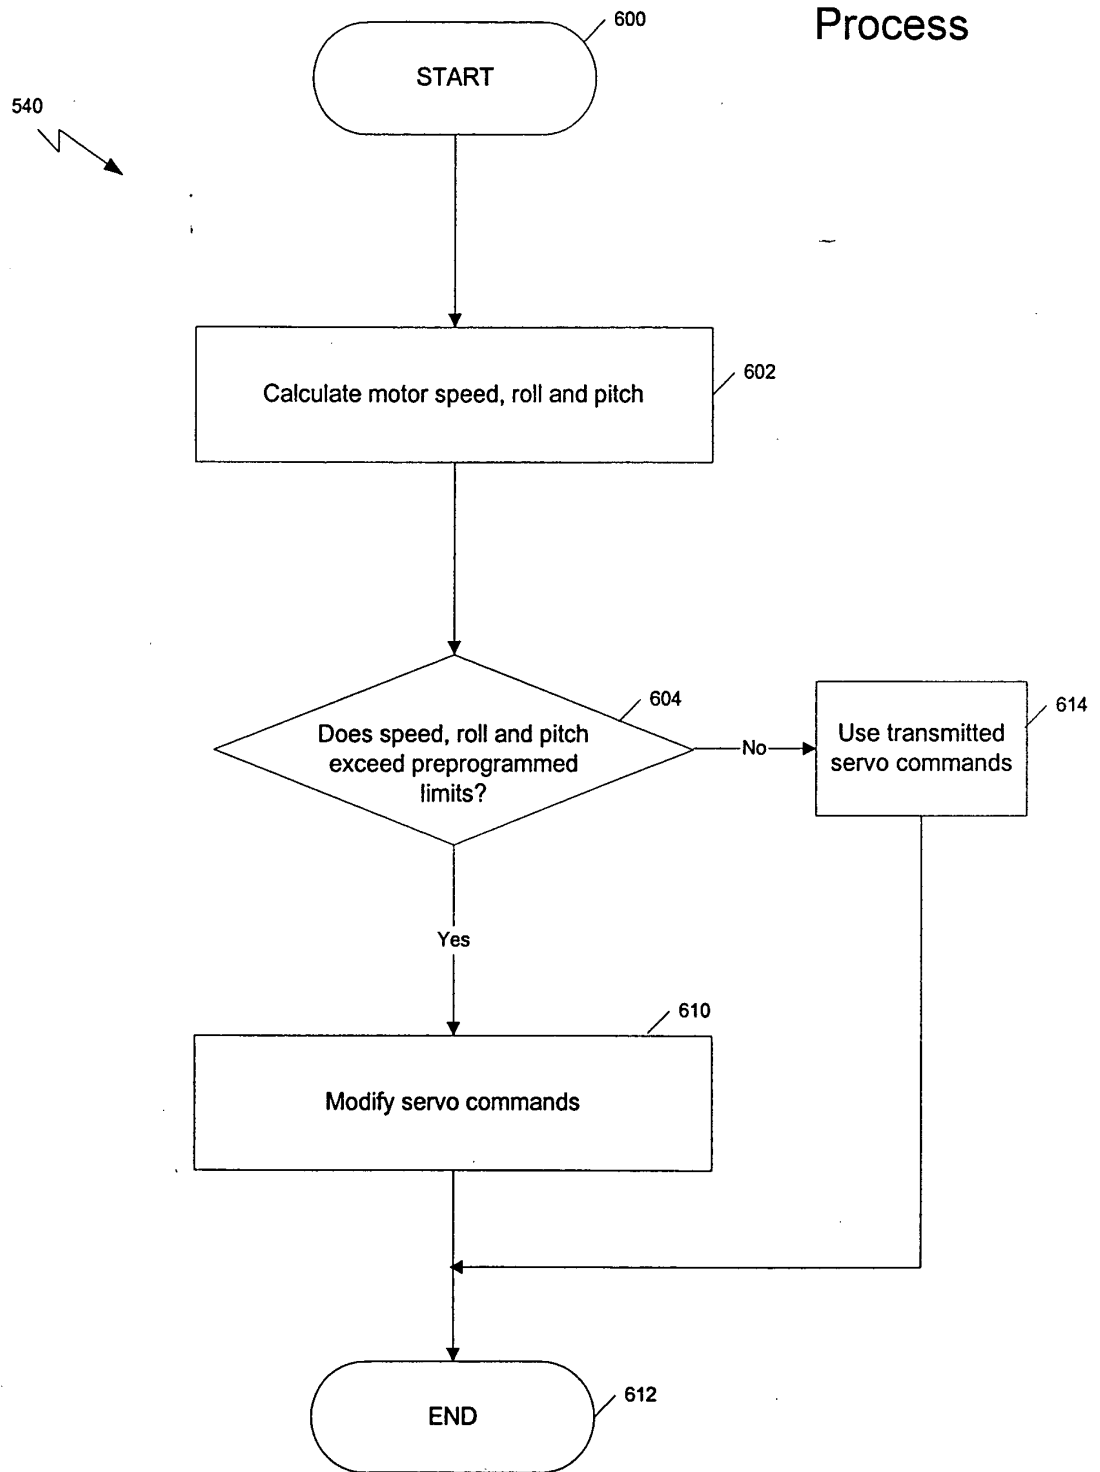 Process
600
START
540
602
Calculate motor speed, roll and pitch
604
Does speed, roll and pitch
exceed preprogrammed
limits?
No
614
Use transmitted
servo commands
Yes
610
Modify servo commands
612
END